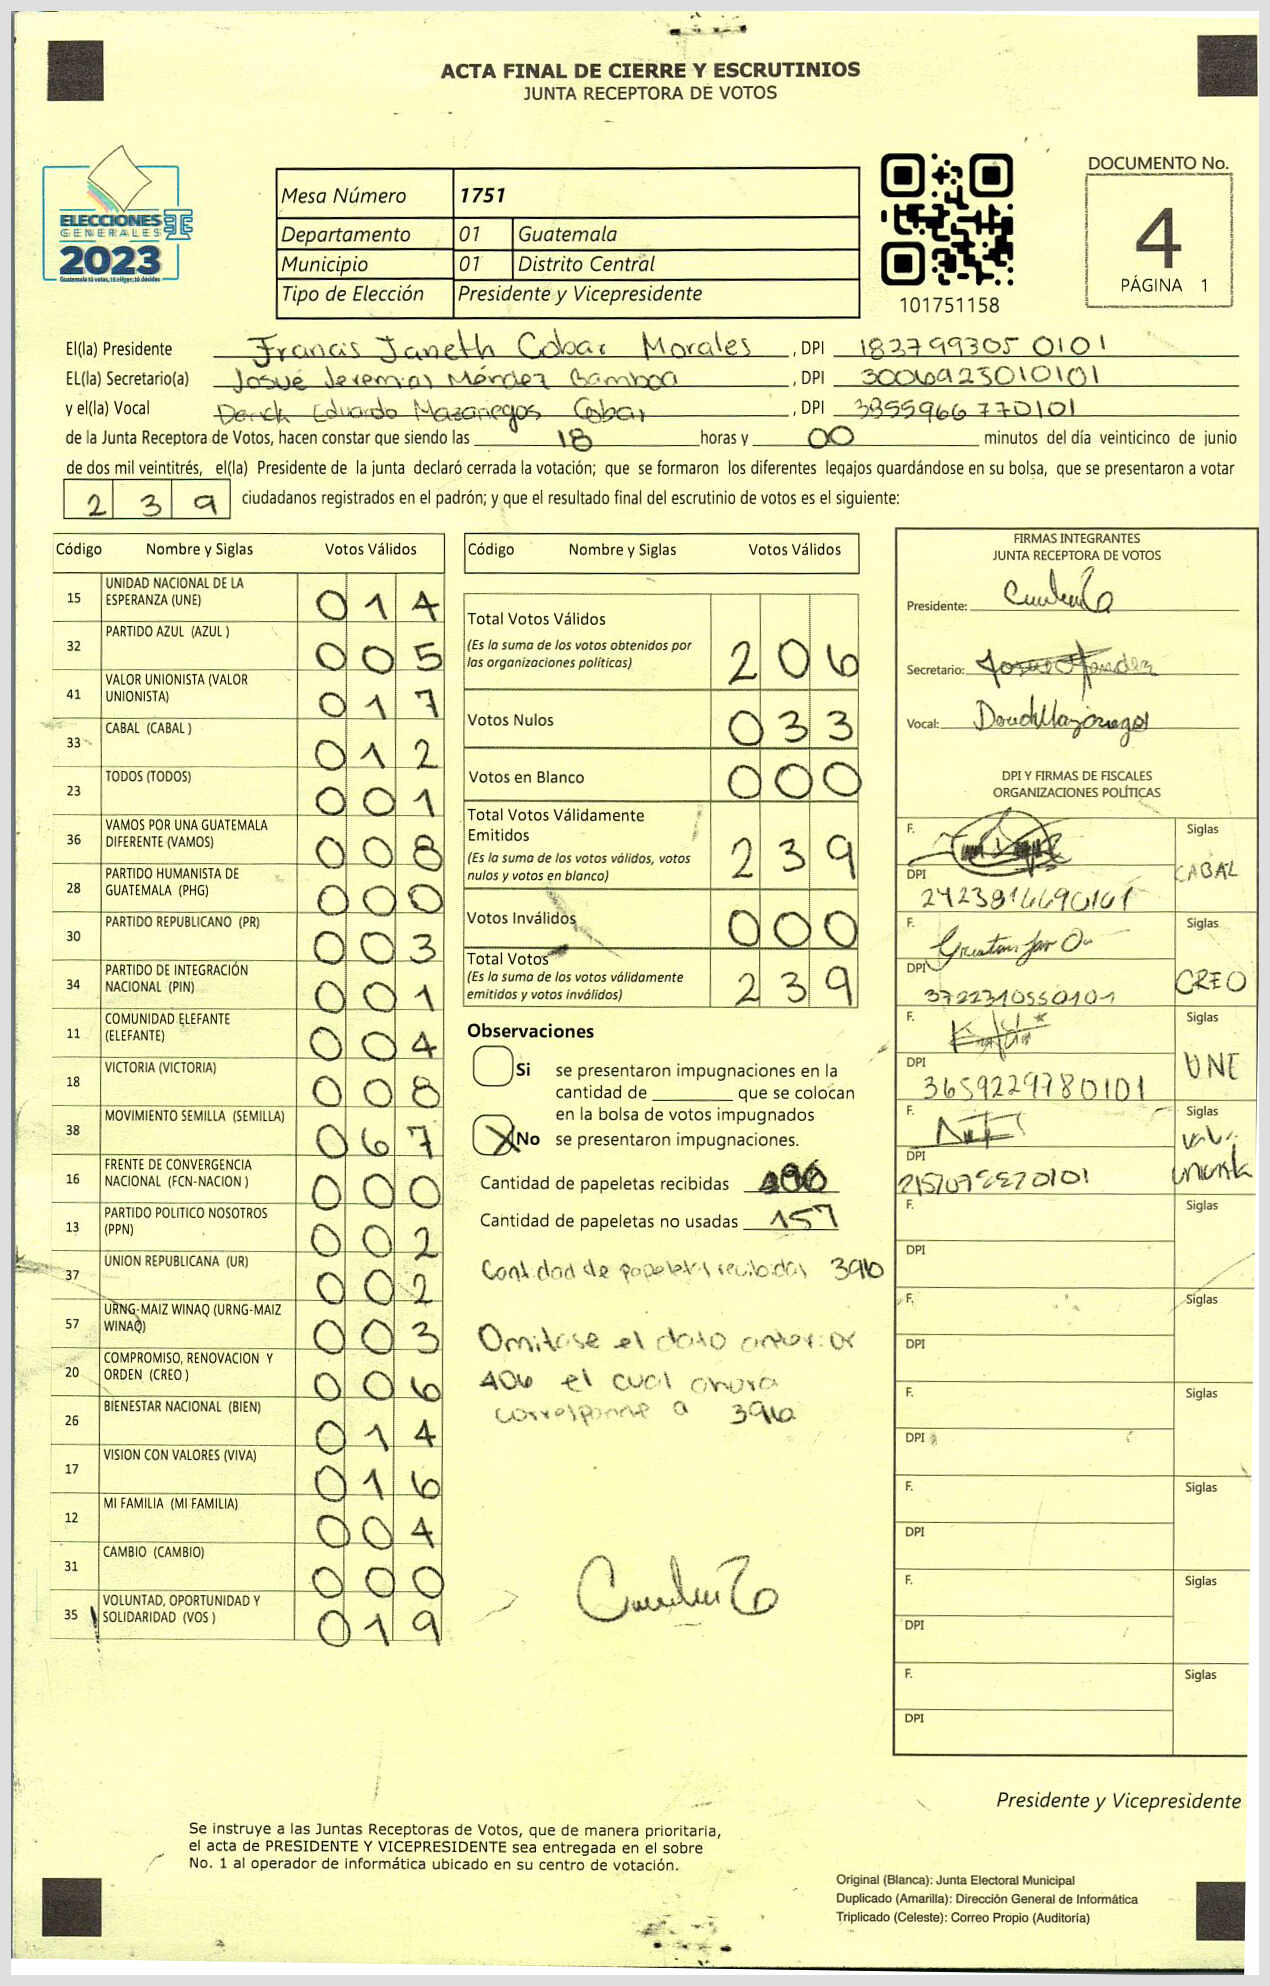 ACTA FINAL DE CIERRE Y ESCRUTINIOS
JUNTA RECEPTORA DE VOTOS
ELECCIONES
GENERALES
2023
Mesa Número 1751
Departamento 01 Guatemala
Municipio 01 Distrito Central
Tipo de Elección Presidente y Vicepresidente
101751158
DOCUMENTO No.
4
PÁGINA 1
El(la) Presidente Francis Janeth Cobar Morales , DPI 183799305 0101
EL(la) Secretario(a) Josué Jeremias Méndez Gamboa , DPI 3006923010101
y el(la) Vocal Derick Eduardo Mazariegos Cobar , DPI 3855966770101
de la Junta Receptora de Votos, hacen constar que siendo las 18 horas y 00 minutos del día veinticinco de junio
de dos mil veintitrés, el(la) Presidente de la junta declaró cerrada la votación; que se formaron los diferentes legajos guardándose en su bolsa, que se presentaron a votar
239 ciudadanos registrados en el padrón; y que el resultado final del escrutinio de votos es el siguiente:
Código Nombre y Siglas Votos Válidos
15 UNIDAD NACIONAL DE LA ESPERANZA (UNE) 014
32 PARTIDO AZUL (AZUL ) 005
41 VALOR UNIONISTA (VALOR UNIONISTA) 017
33 CABAL (CABAL ) 012
23 TODOS (TODOS) 001
36 VAMOS POR UNA GUATEMALA DIFERENTE (VAMOS) 008
28 PARTIDO HUMANISTA DE GUATEMALA (PHG) 000
30 PARTIDO REPUBLICANO (PR) 003
34 PARTIDO DE INTEGRACIÓN NACIONAL (PIN) 001
11 COMUNIDAD ELEFANTE (ELEFANTE) 004
18 VICTORIA (VICTORIA) 008
38 MOVIMIENTO SEMILLA (SEMILLA) 067
16 FRENTE DE CONVERGENCIA NACIONAL (FCN-NACION ) 000
13 PARTIDO POLITICO NOSOTROS (PPN) 002
37 UNION REPUBLICANA (UR) 002
57 URNG-MAIZ WINAQ (URNG-MAIZ WINAQ) 003
20 COMPROMISO, RENOVACION Y ORDEN (CREO ) 006
26 BIENESTAR NACIONAL (BIEN) 014
17 VISION CON VALORES (VIVA) 016
12 MI FAMILIA (MI FAMILIA) 004
31 CAMBIO (CAMBIO) 000
35 VOLUNTAD, OPORTUNIDAD Y SOLIDARIDAD (VOS ) 019
Código Nombre y Siglas Votos Válidos
Total Votos Válidos 206
(Es la suma de los votos obtenidos por
las organizaciones políticas)
Votos Nulos 033
Votos en Blanco 000
Total Votos Válidamente
Emitidos 239
(Es la suma de los votos válidos, votos
nulos y votos en blanco)
Votos Inválidos 000
Total Votos 239
(Es la suma de los votos válidamente
emitidos y votos inválidos)
Observaciones
Si se presentaron impugnaciones en la
cantidad de que se colocan
en la bolsa de votos impugnados
X No se presentaron impugnaciones.
Cantidad de papeletas recibidas
Cantidad de papeletas no usadas 157
Cantidad de papeletas recibidas 396
Omitase el dato anterior
406 el cual ahora
corresponde a 396
FIRMAS INTEGRANTES
JUNTA RECEPTORA DE VOTOS
Presidente:
Secretario:
Vocal:
DPI Y FIRMAS DE FISCALES
ORGANIZACIONES POLÍTICAS
F. Siglas
CABAL
DPI
F. Siglas
CREO
DPI 3722310550101
F. Siglas
UNE
DPI 3659229780101
F. Siglas
DPI
F. Siglas
DPI
F. Siglas
DPI
F. Siglas
DPI
F. Siglas
DPI
F. Siglas
DPI
F. Siglas
DPI
Presidente y Vicepresidente
Se instruye a las Juntas Receptoras de Votos, que de manera prioritaria,
el acta de PRESIDENTE Y VICEPRESIDENTE sea entregada en el sobre
No. 1 al operador de informática ubicado en su centro de votación.
Original (Blanca): Junta Electoral Municipal
Duplicado (Amarilla): Dirección General de Informática
Triplicado (Celeste): Correo Propio (Auditoría)